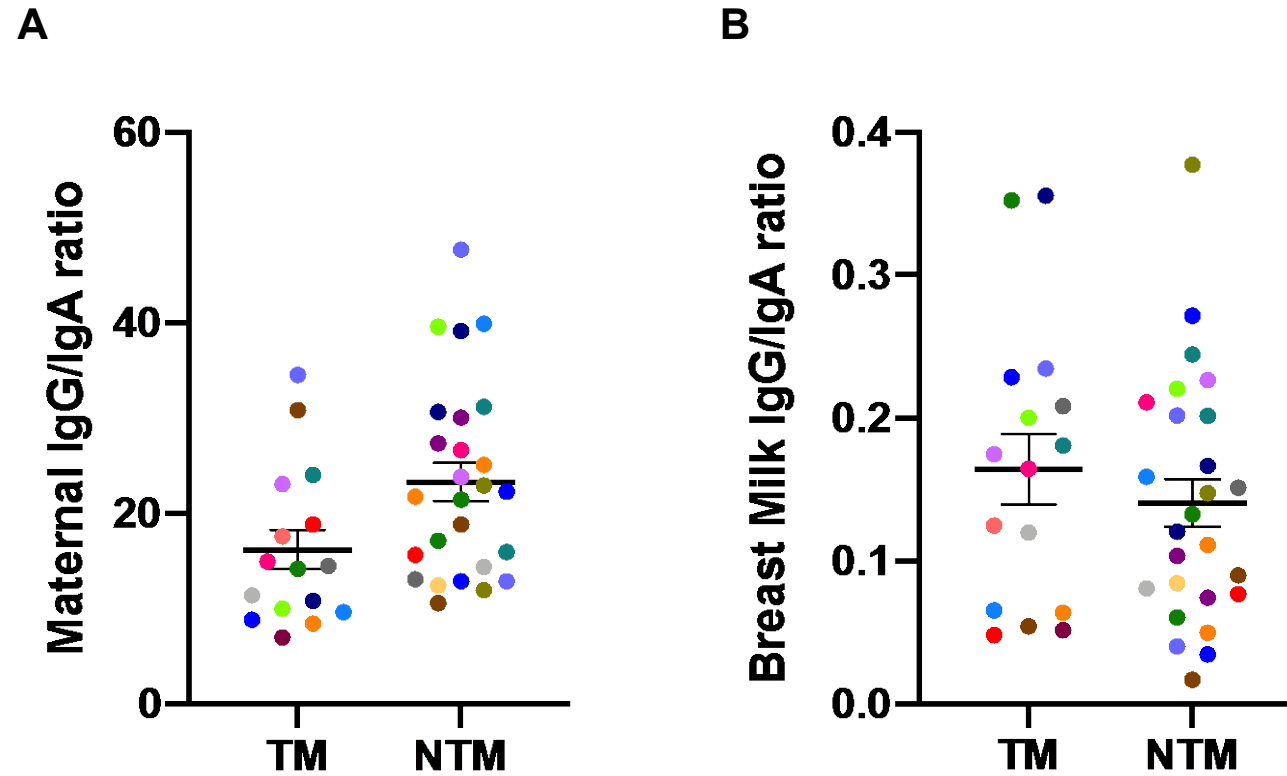 A
Maternal IgG/IgA ratio
60
40
20
0
TM
NTM
B
Breast Milk IgG/IgA ratio
0.4
0.3
0.2
0.1
0.0
TM
NTM